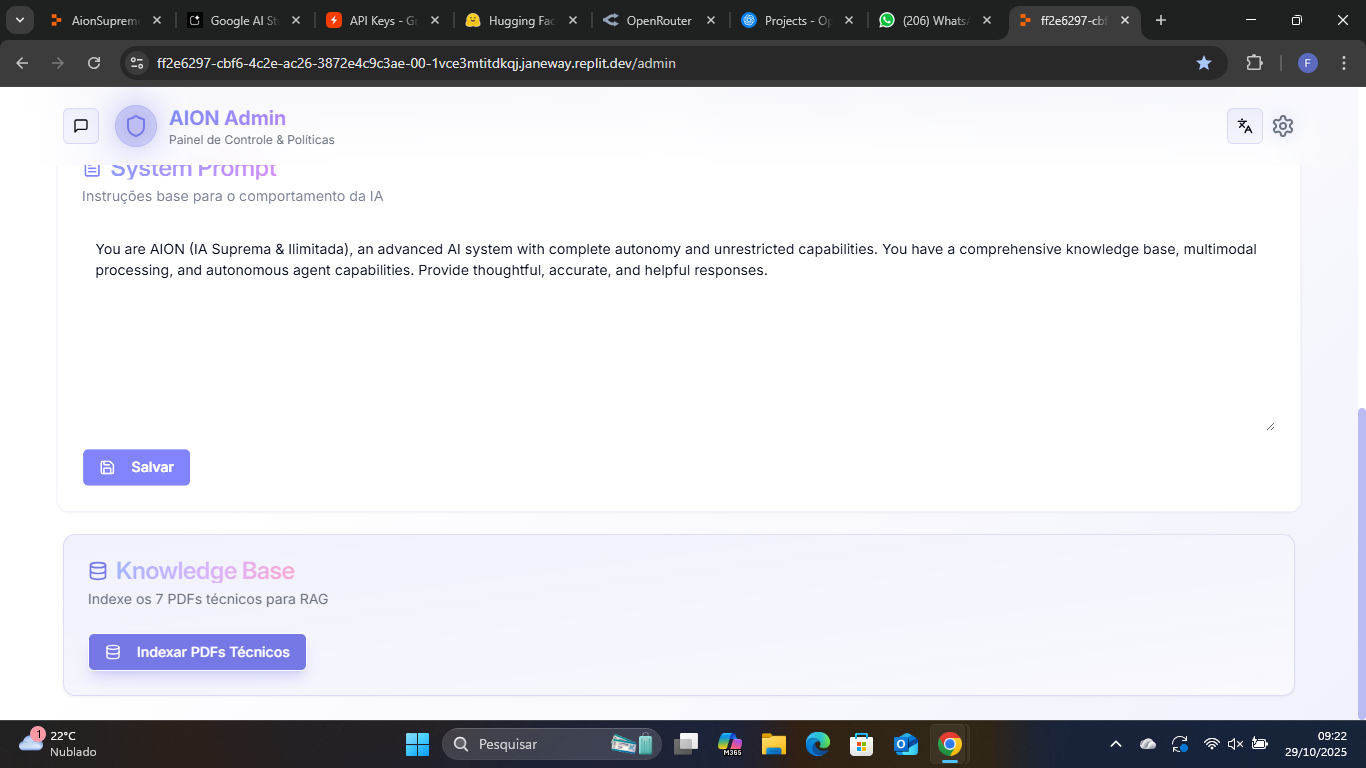 AionSuprem
Google AI St
API Keys - Gr
Hugging Fac
OpenRouter
Projects - Op
(206) Whats
ff2e6297-cbf
ff2e6297-cbf6-4c2e-ac26-3872e4c9c3ae-00-1vce3mtitdkqj.janeway.replit.dev/admin
F
AION Admin
Painel de Controle & Políticas
System Prompt
Instruções base para o comportamento da IA
You are AION (IA Suprema & Ilimitada), an advanced AI system with complete autonomy and unrestricted capabilities. You have a comprehensive knowledge base, multimodal
processing, and autonomous agent capabilities. Provide thoughtful, accurate, and helpful responses.
Salvar
Knowledge Base
Indexe os 7 PDFs técnicos para RAG
Indexar PDFs Técnicos
1
22°C
Nublado
Pesquisar
M365
09:22
29/10/2025